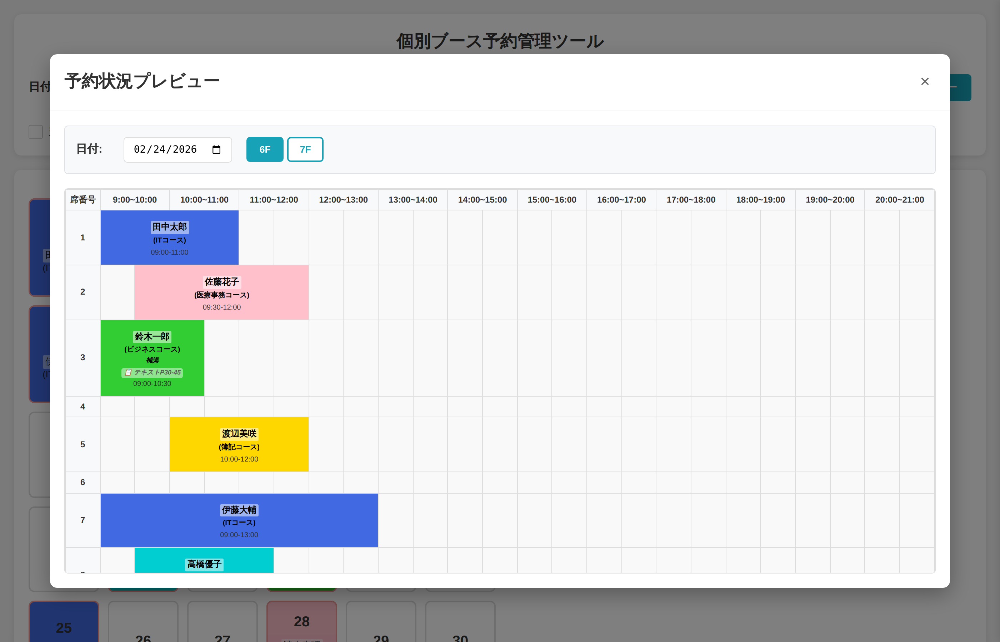 個別ブース予約管理ツール
予約状況プレビュー
×
日付
日付: 02/24/2026 6F 7F
席番号 9:00~10:00 10:00~11:00 11:00~12:00 12:00~13:00 13:00~14:00 14:00~15:00 15:00~16:00 16:00~17:00 17:00~18:00 18:00~19:00 19:00~20:00 20:00~21:00
1
田中太郎
(ITコース)
09:00-11:00
2
佐藤花子
(医療事務コース)
09:30-12:00
3
鈴木一郎
(ビジネスコース)
補講
📋 テキストP30-45
09:00-10:30
4
5
渡辺美咲
(簿記コース)
10:00-12:00
6
7
伊藤大輔
(ITコース)
09:00-13:00
高橋優子
25 26 27 28 29 30